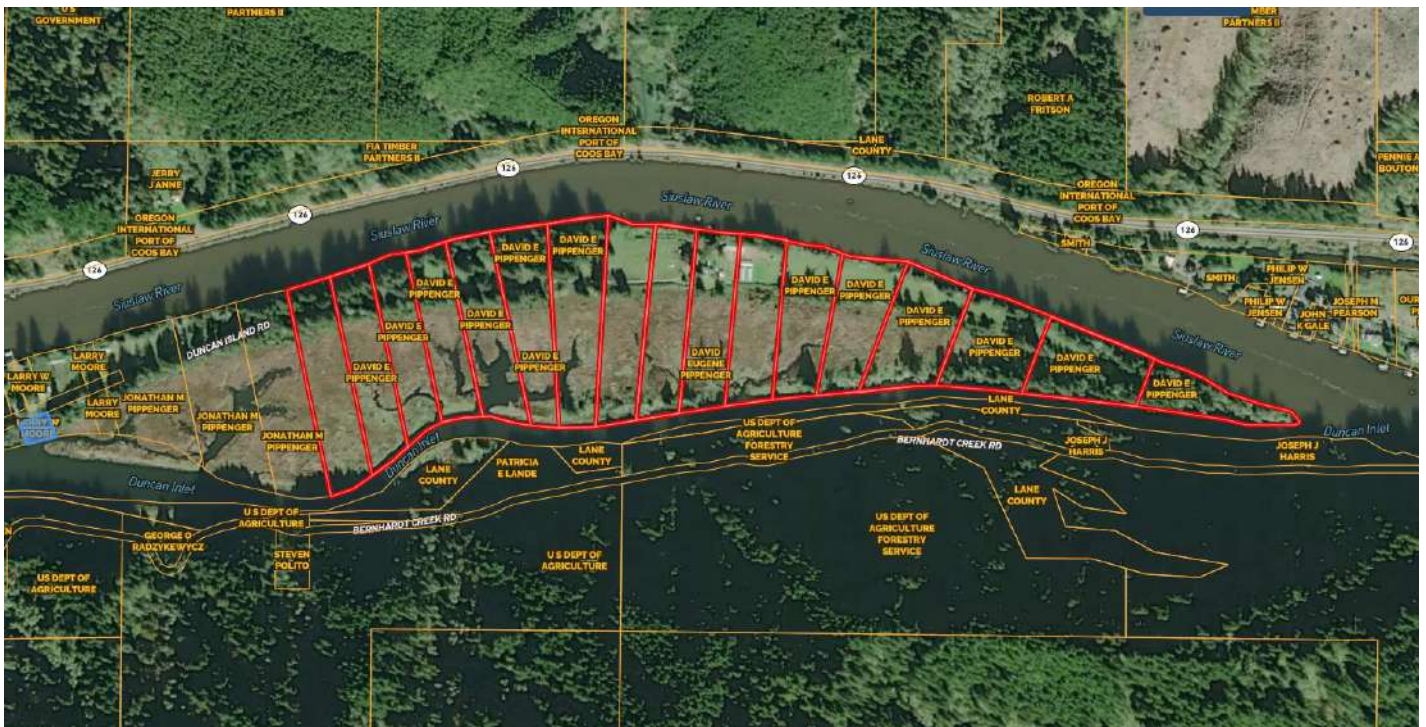 U S
GOVERNMENT
PARTNERS II
MBER
PARTNERS II
ROBERT A
FRITSON
OREGON
INTERNATIONAL
PORT OF
COOS BAY
LANE
COUNTY
FIA TIMBER
PARTNERS II
PENNIE A
BOUTON
JERRY
J ANNE
126
126
OREGON
INTERNATIONAL
PORT OF
COOS BAY
OREGON
INTERNATIONAL
PORT OF
COOS BAY
126
126
126
126
Siuslaw River
Siuslaw River
Siuslaw River
Siuslaw River
Siuslaw River
SMITH
SMITH
PHILIP W
JENSEN
PHILIP W
JENSEN
JOHN
K GALE
JOSEPH M
PEARSON
OUR
DAVID E
PIPPENGER
DAVID E
PIPPENGER
DAVID E
PIPPENGER
DAVID E
PIPPENGER
DAVID E
PIPPENGER
DAVID E
PIPPENGER
DAVID E
PIPPENGER
DAVID E
PIPPENGER
DAVID E
PIPPENGER
DAVID E
PIPPENGER
DAVID
EUGENE
PIPPENGER
DAVID E
PIPPENGER
DAVID E
PIPPENGER
DAVID E
PIPPENGER
DAVID E
PIPPENGER
DUNCAN ISLAND RD
LARRY
MOORE
LARRY W
MOORE
LARRY
MOORE
JONATHAN M
PIPPENGER
JONATHAN M
PIPPENGER
JONATHAN M
PIPPENGER
Duncan Inlet
Duncan Inlet
Duncan Inlet
LANE
COUNTY
PATRICIA
E LANDE
LANE
COUNTY
US DEPT OF
AGRICULTURE
FORESTRY
SERVICE
LANE
COUNTY
BERNHARDT CREEK RD
JOSEPH J
HARRIS
JOSEPH J
HARRIS
U S DEPT OF
AGRICULTURE
BERNHARDT CREEK RD
GEORGE O
RADZYKEWYCZ
STEVEN
POLITO
US DEPT OF
AGRICULTURE
U S DEPT OF
AGRICULTURE
US DEPT OF
AGRICULTURE
FORESTRY
SERVICE
LANE
COUNTY